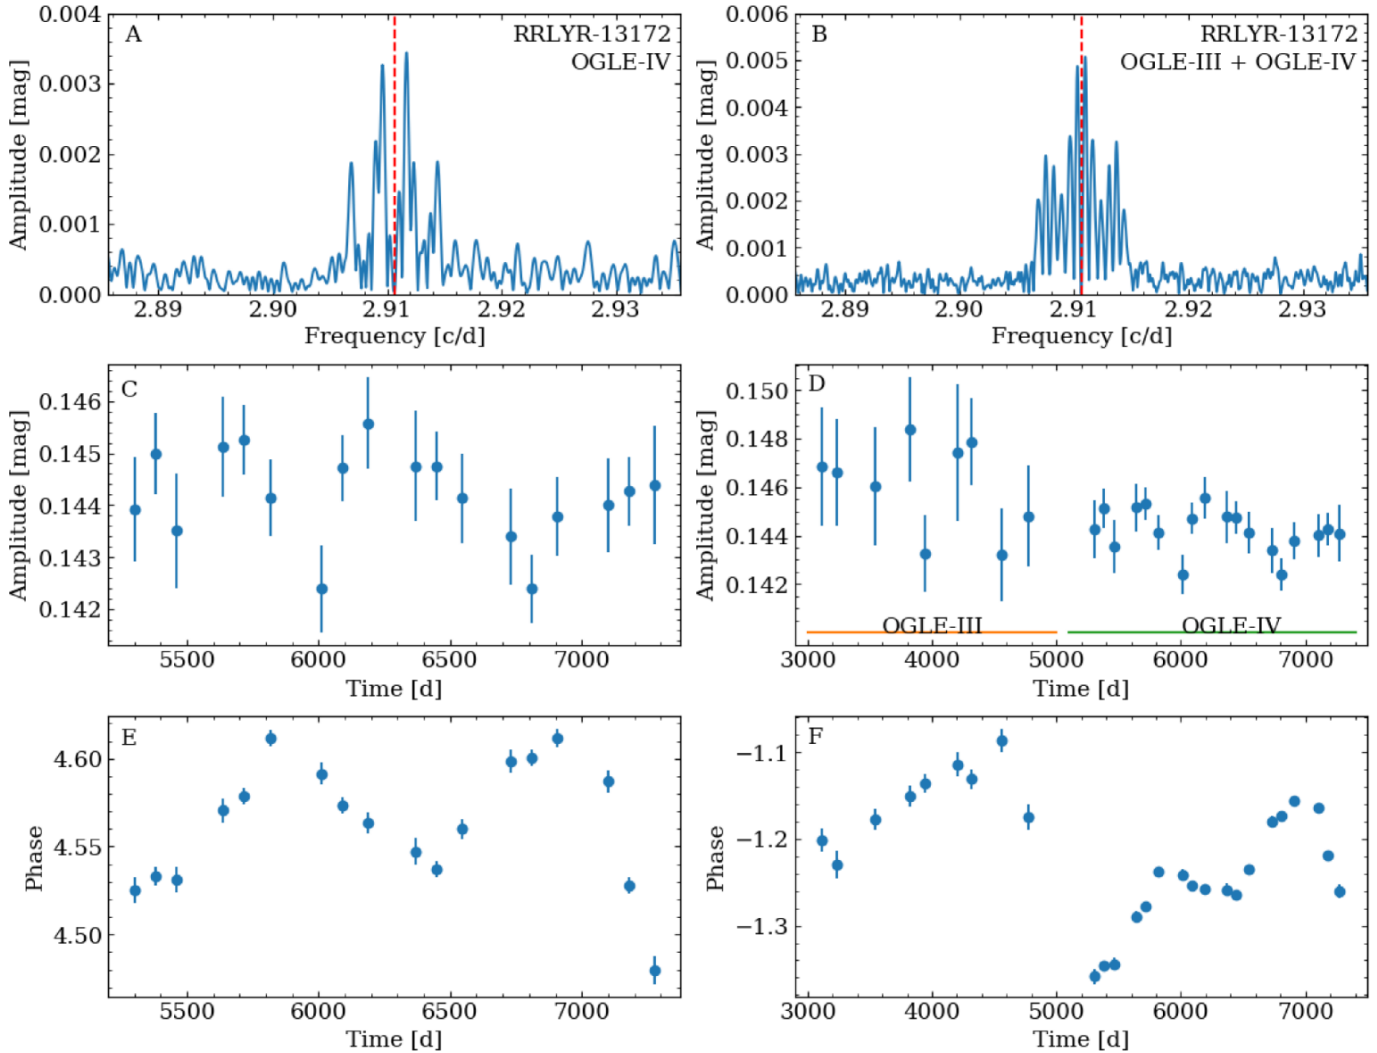 A
RRLYR-13172
OGLE-IV
0.004
0.003
0.002
0.001
0.000
Amplitude [mag]
2.89
2.90
2.91
2.92
2.93
Frequency [c/d]
B
RRLYR-13172
OGLE-III + OGLE-IV
0.006
0.005
0.004
0.003
0.002
0.001
0.000
Amplitude [mag]
2.89
2.90
2.91
2.92
2.93
Frequency [c/d]
C
0.146
0.145
0.144
0.143
0.142
Amplitude [mag]
5500
6000
6500
7000
Time [d]
D
0.150
0.148
0.146
0.144
0.142
Amplitude [mag]
OGLE-III
OGLE-IV
3000
4000
5000
6000
7000
Time [d]
E
4.60
4.55
4.50
Phase
5500
6000
6500
7000
Time [d]
F
−1.1
−1.2
−1.3
Phase
3000
4000
5000
6000
7000
Time [d]